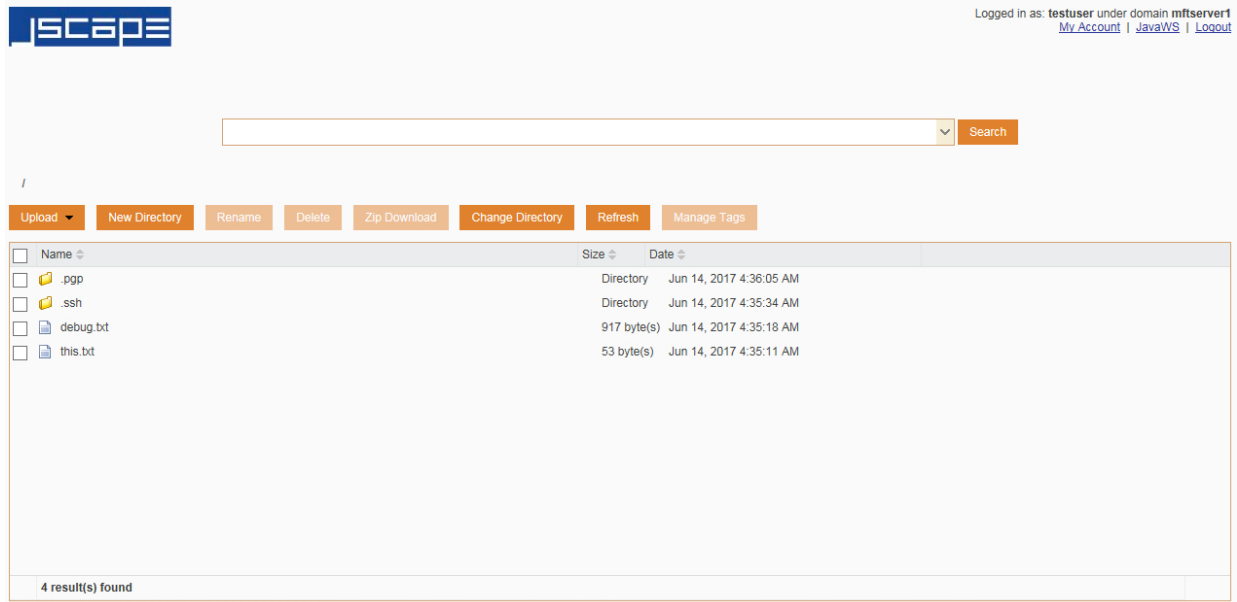 JSCAPE
Logged in as: testuser under domain mftserver1
My Account | JavaWS | Logout
Search
/
Upload New Directory Rename Delete Zip Download Change Directory Refresh Manage Tags
Name Size Date
.pgp Directory Jun 14, 2017 4:36:05 AM
.ssh Directory Jun 14, 2017 4:35:34 AM
debug.txt 917 byte(s) Jun 14, 2017 4:35:18 AM
this.txt 53 byte(s) Jun 14, 2017 4:35:11 AM
4 result(s) found